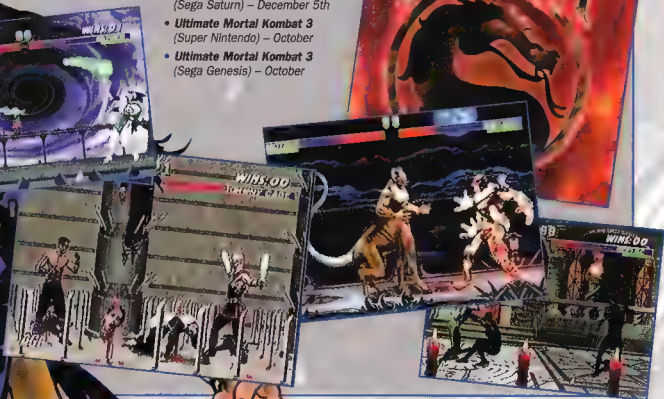 (Sega Saturn) – December 5th
• Ultimate Mortal Kombat 3
(Super Nintendo) – October
• Ultimate Mortal Kombat 3
(Sega Genesis) – October
WINS:00
WINS:00